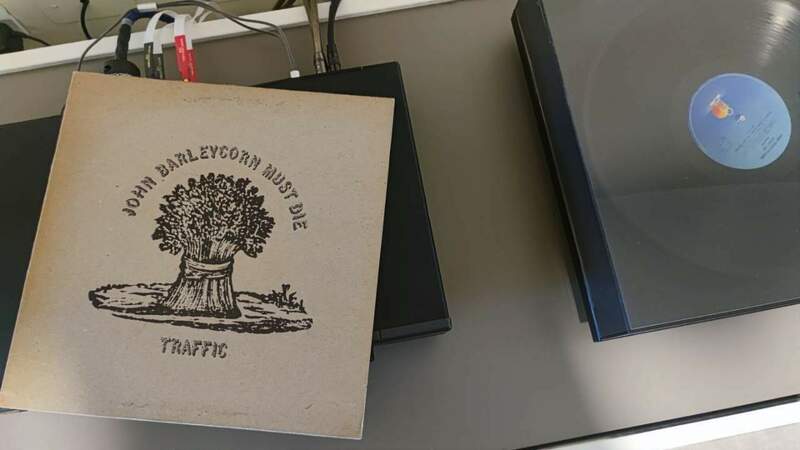 JOHN BARLEYCORN MUST DIE
TRAFFIC